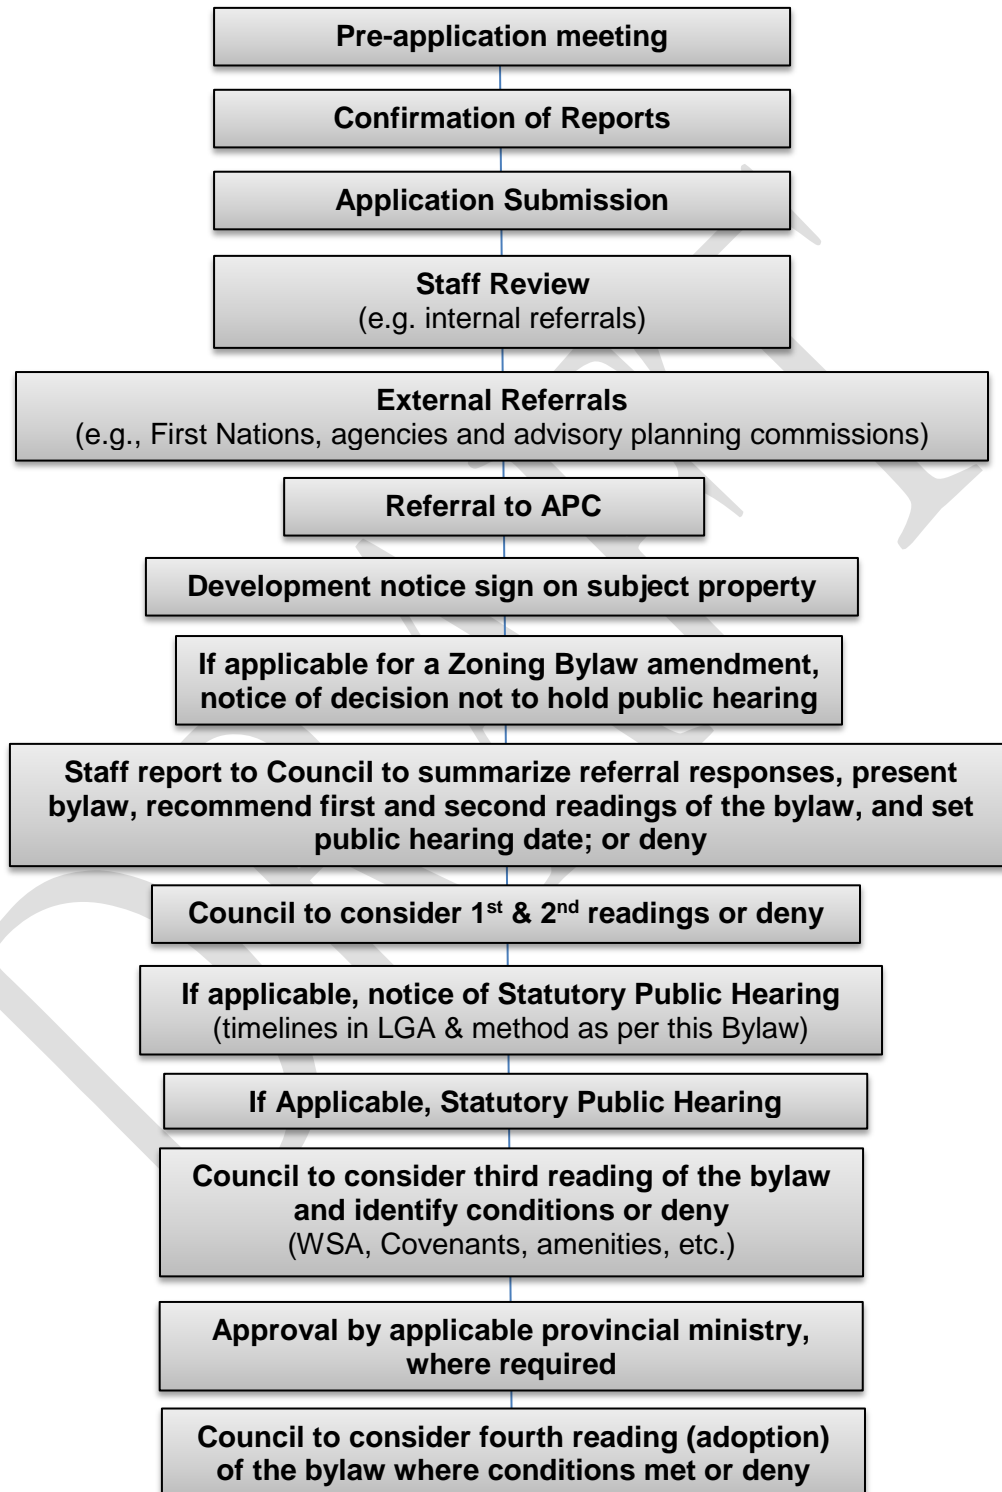 Pre-application meeting
Confirmation of Reports
Application Submission
Staff Review
(e.g. internal referrals)
External Referrals
(e.g., First Nations, agencies and advisory planning commissions)
Referral to APC
Development notice sign on subject property
If applicable for a Zoning Bylaw amendment,
notice of decision not to hold public hearing
Staff report to Council to summarize referral responses, present
bylaw, recommend first and second readings of the bylaw, and set
public hearing date; or deny
Council to consider 1st & 2nd readings or deny
If applicable, notice of Statutory Public Hearing
(timelines in LGA & method as per this Bylaw)
If Applicable, Statutory Public Hearing
Council to consider third reading of the bylaw
and identify conditions or deny
(WSA, Covenants, amenities, etc.)
Approval by applicable provincial ministry,
where required
Council to consider fourth reading (adoption)
of the bylaw where conditions met or deny
DRAFT